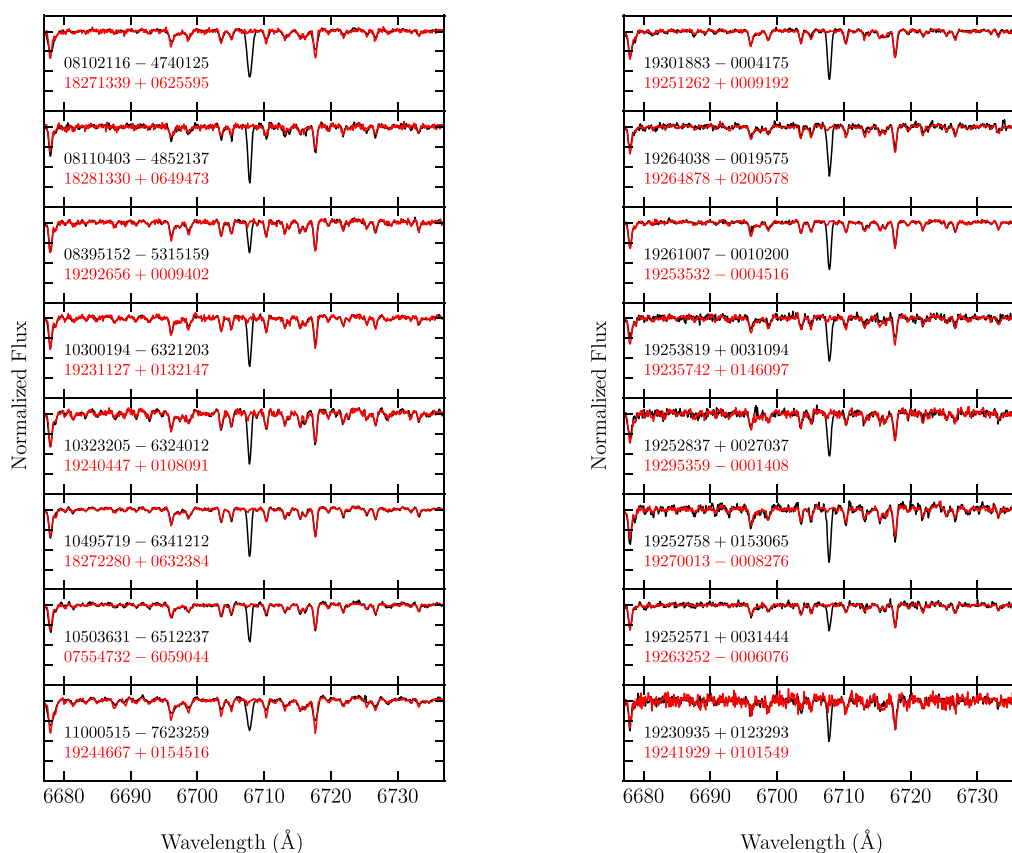 08102116 − 4740125
18271339 + 0625595
08110403 − 4852137
18281330 + 0649473
08395152 − 5315159
19292656 + 0009402
10300194 − 6321203
19231127 + 0132147
10323205 − 6324012
19240447 + 0108091
10495719 − 6341212
18272280 + 0632384
10503631 − 6512237
07554732 − 6059044
11000515 − 7623259
19244667 + 0154516
Normalized Flux
6680 6690 6700 6710 6720 6730
Wavelength (Å)
19301883 − 0004175
19251262 + 0009192
19264038 − 0019575
19264878 + 0200578
19261007 − 0010200
19253532 − 0004516
19253819 + 0031094
19235742 + 0146097
19252837 + 0027037
19295359 − 0001408
19252758 + 0153065
19270013 − 0008276
19252571 + 0031444
19263252 − 0006076
19230935 + 0123293
19241929 + 0101549
Normalized Flux
6680 6690 6700 6710 6720 6730
Wavelength (Å)